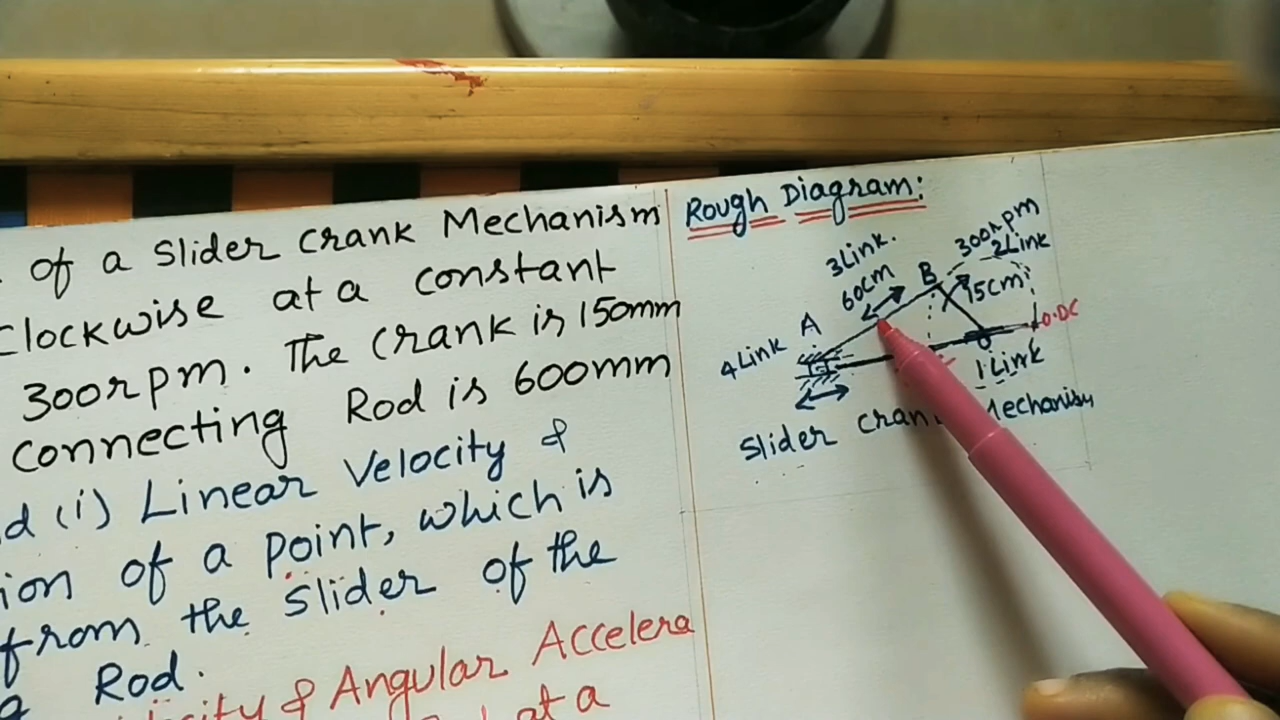 of a Slider crank Mechanism
clockwise at a constant
300rpm. The crank is 150mm
connecting Rod is 600mm
(i) Linear Velocity &
ion of a point, which is
from the slider of the
Rod.
& Angular Accelera
at a
Rough Diagram:
3Link.
60cm
300rpm
2Link
B
15cm
A
4Link
O.DC
O
1Link
Slider Mechanism